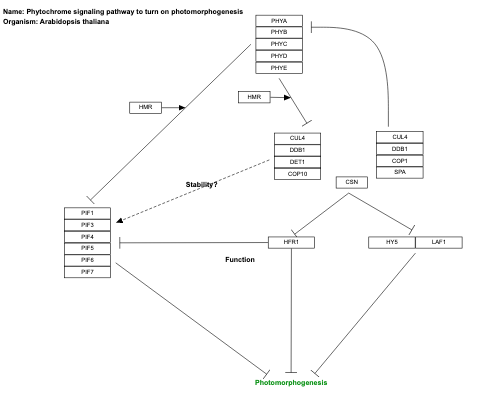 Name: Phytochrome signaling pathway to turn on photomorphogenesis
Organism: Arabidopsis thaliana
PHYA
PHYB
PHYC
PHYD
PHYE
HMR
HMR
CUL4
DDB1
DET1
COP10
CUL4
DDB1
COP1
SPA
CSN
Stability?
PIF1
PIF3
PIF4
PIF5
PIF6
PIF7
HFR1
HY5
LAF1
Function
Photomorphogenesis